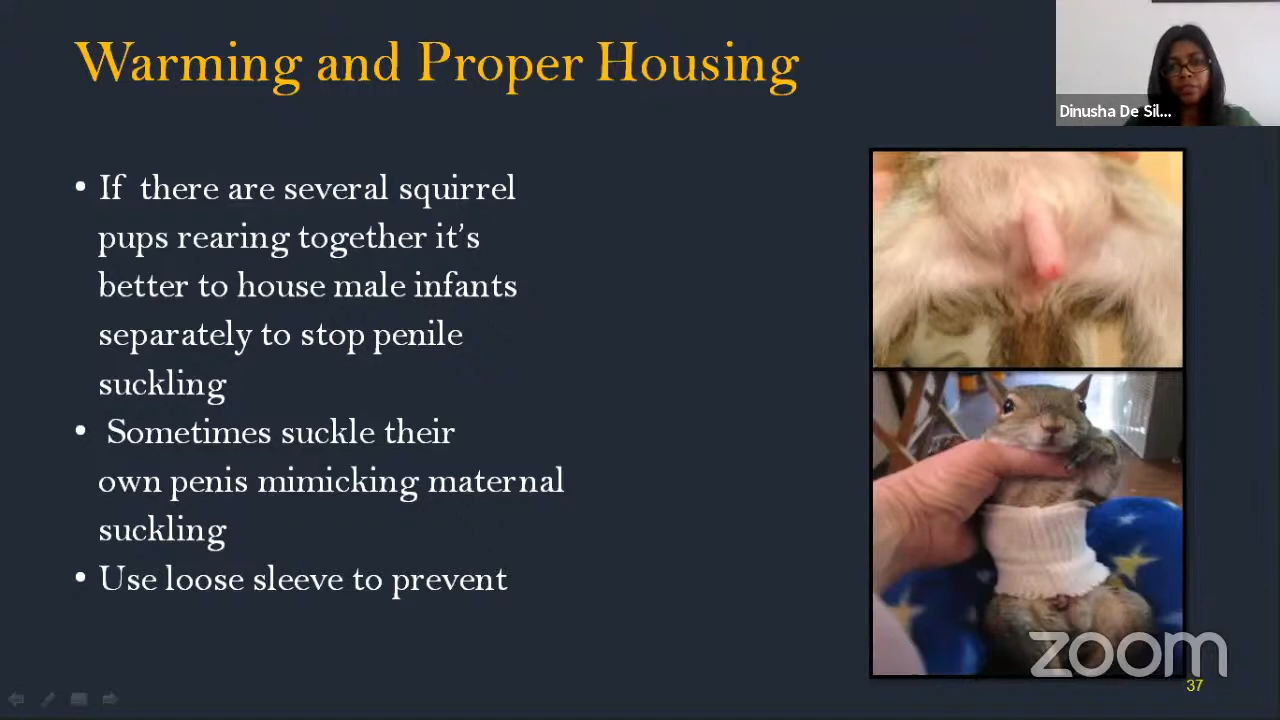 Warming and Proper Housing
Dinusha De Sil...
• If there are several squirrel
pups rearing together it's
better to house male infants
separately to stop penile
suckling
• Sometimes suckle their
own penis mimicking maternal
suckling
• Use loose sleeve to prevent
zoom
37